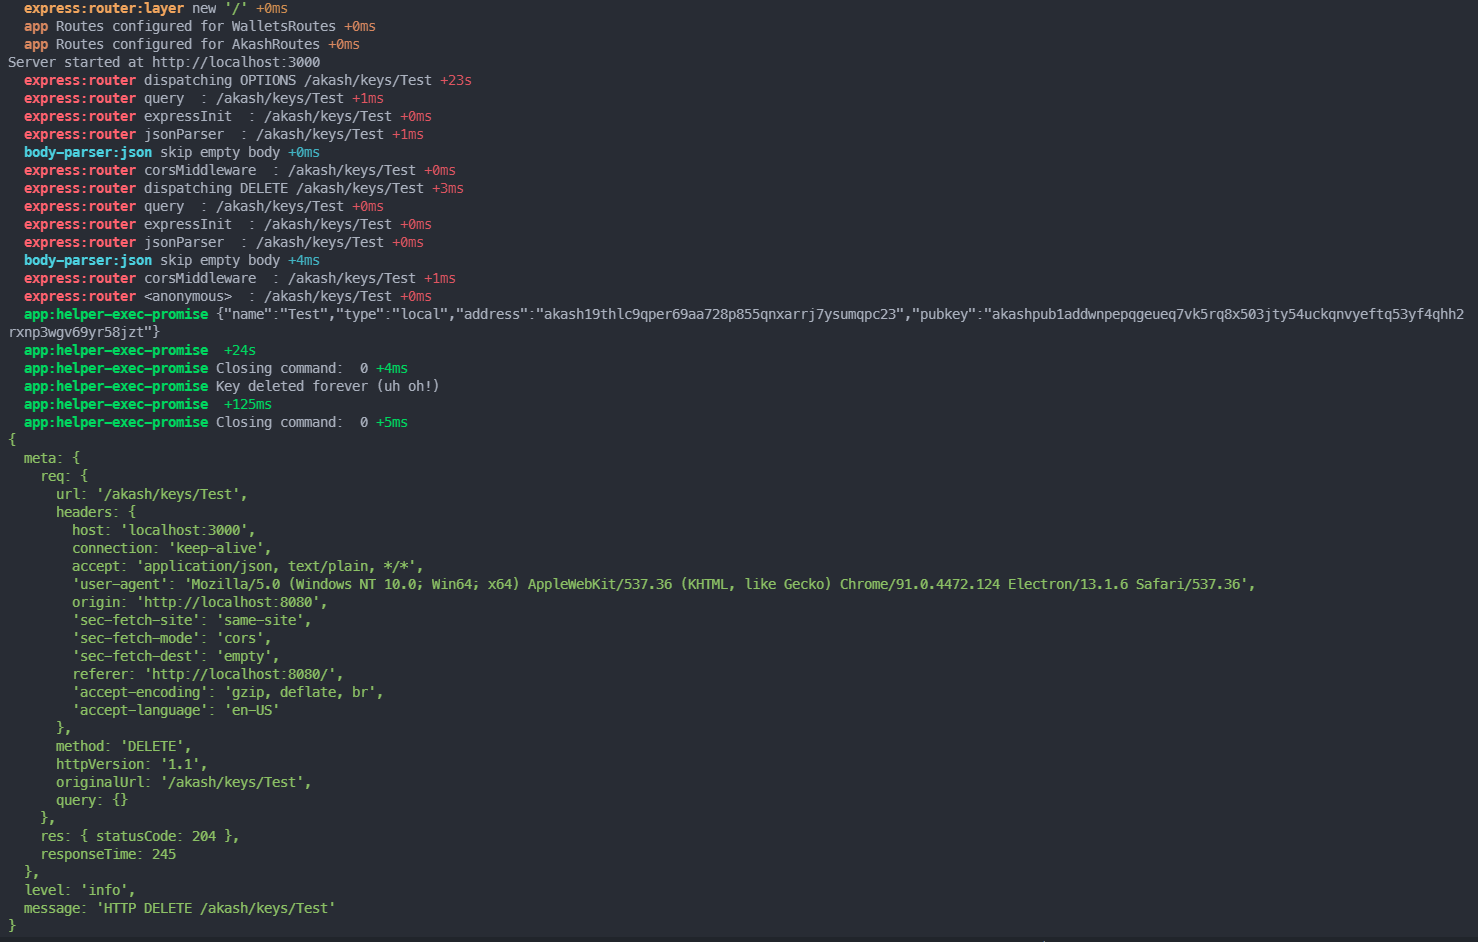 express:router:layer new '/' +0ms
app Routes configured for WalletsRoutes +0ms
app Routes configured for AkashRoutes +0ms
Server started at http://localhost:3000
express:router dispatching OPTIONS /akash/keys/Test +23s
express:router query  : /akash/keys/Test +1ms
express:router expressInit  : /akash/keys/Test +0ms
express:router jsonParser  : /akash/keys/Test +1ms
body-parser:json skip empty body +0ms
express:router corsMiddleware  : /akash/keys/Test +0ms
express:router dispatching DELETE /akash/keys/Test +3ms
express:router query  : /akash/keys/Test +0ms
express:router expressInit  : /akash/keys/Test +0ms
express:router jsonParser  : /akash/keys/Test +0ms
body-parser:json skip empty body +4ms
express:router corsMiddleware  : /akash/keys/Test +1ms
express:router <anonymous>  : /akash/keys/Test +0ms
app:helper-exec-promise {"name":"Test","type":"local","address":"akash19thlc9qper69aa728p855qnxarrj7ysumqpc23","pubkey":"akashpub1addwnpepqgeueq7vk5rq8x503jty54uckqnvyeftq53yf4qhh2
rxnp3wgv69yr58jzt"}
app:helper-exec-promise  +24s
app:helper-exec-promise Closing command:  0 +4ms
app:helper-exec-promise Key deleted forever (uh oh!)
app:helper-exec-promise  +125ms
app:helper-exec-promise Closing command:  0 +5ms
{
  meta: {
    req: {
      url: '/akash/keys/Test',
      headers: {
        host: 'localhost:3000',
        connection: 'keep-alive',
        accept: 'application/json, text/plain, */*',
        'user-agent': 'Mozilla/5.0 (Windows NT 10.0; Win64; x64) AppleWebKit/537.36 (KHTML, like Gecko) Chrome/91.0.4472.124 Electron/13.1.6 Safari/537.36',
        origin: 'http://localhost:8080',
        'sec-fetch-site': 'same-site',
        'sec-fetch-mode': 'cors',
        'sec-fetch-dest': 'empty',
        referer: 'http://localhost:8080/',
        'accept-encoding': 'gzip, deflate, br',
        'accept-language': 'en-US'
      },
      method: 'DELETE',
      httpVersion: '1.1',
      originalUrl: '/akash/keys/Test',
      query: {}
    },
    res: { statusCode: 204 },
    responseTime: 245
  },
  level: 'info',
  message: 'HTTP DELETE /akash/keys/Test'
}